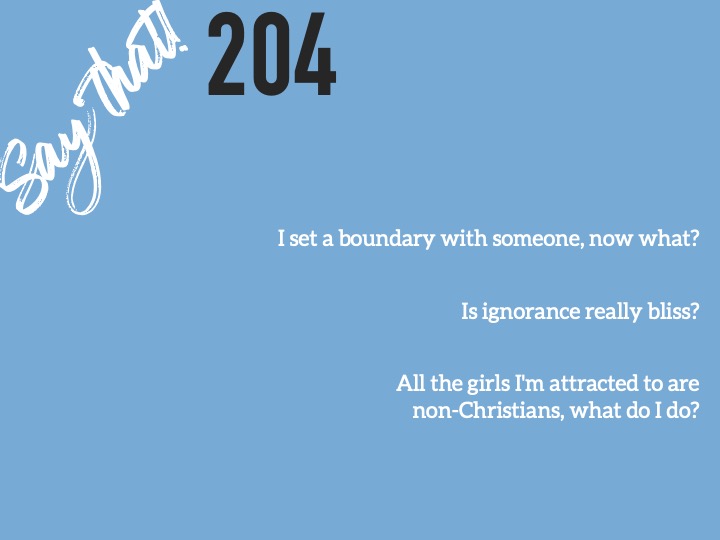 Say that!
204
I set a boundary with someone, now what?
Is ignorance really bliss?
All the girls I'm attracted to are
non-Christians, what do I do?